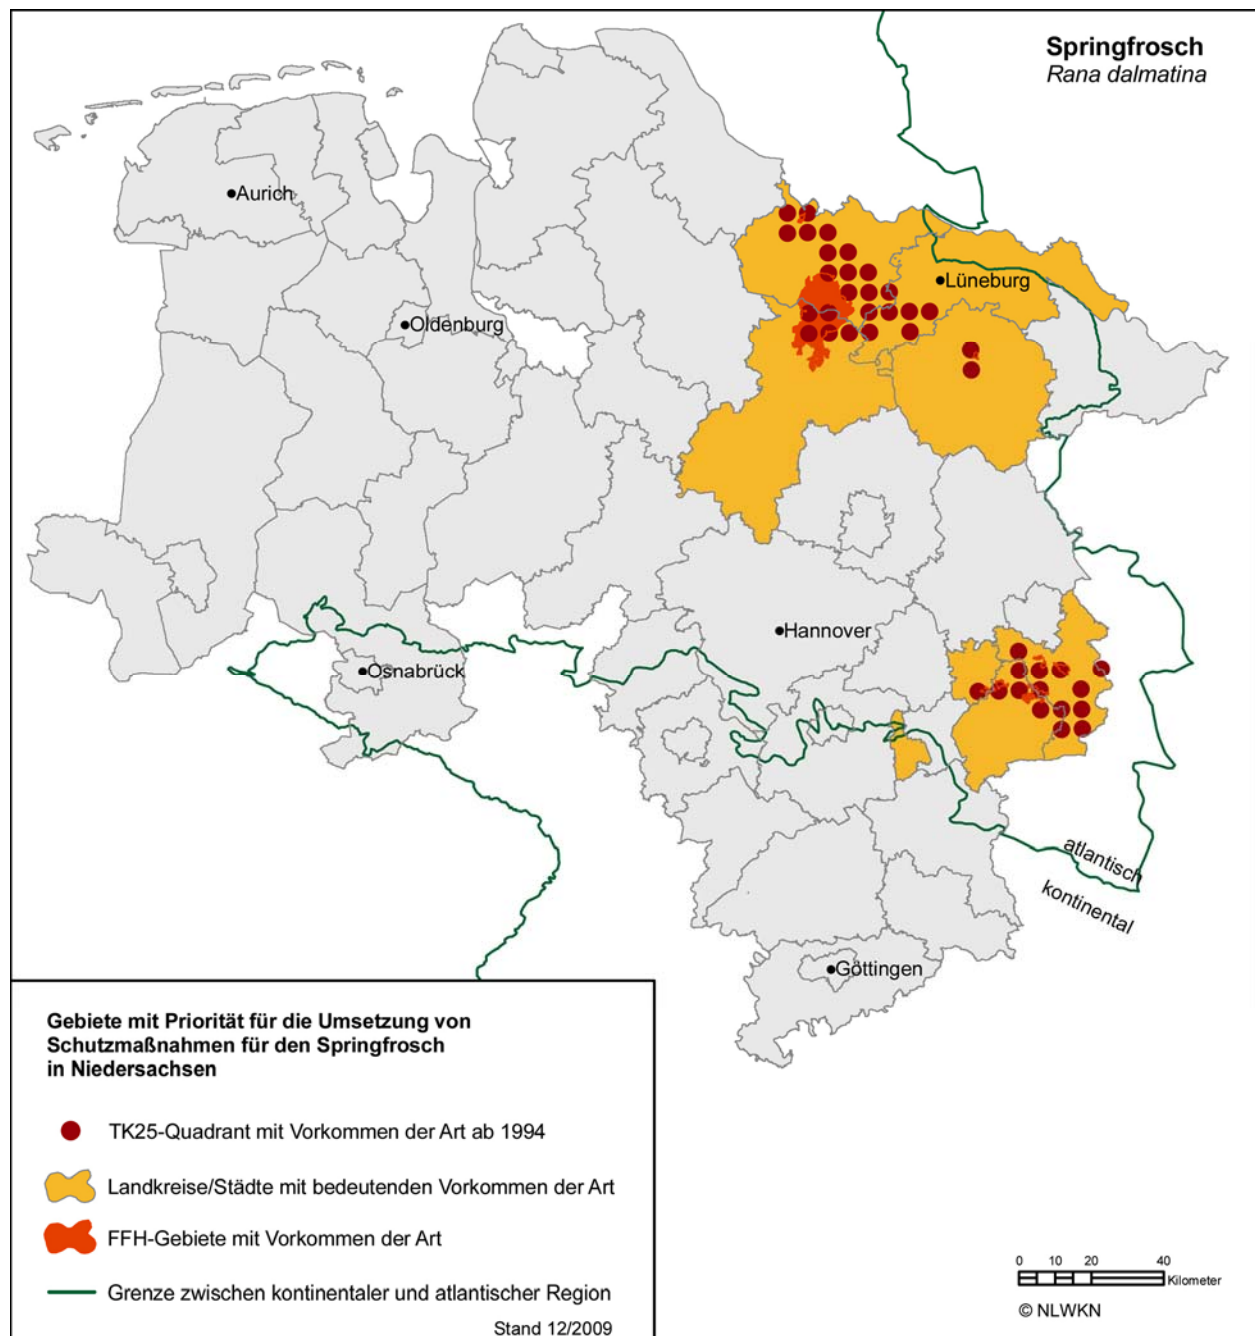 Springfrosch
Rana dalmatina
Aurich
Lüneburg
Oldenburg
Hannover
Osnabrück
atlantisch
kontinental
Göttingen
Gebiete mit Priorität für die Umsetzung von
Schutzmaßnahmen für den Springfrosch
in Niedersachsen
TK25-Quadrant mit Vorkommen der Art ab 1994
Landkreise/Städte mit bedeutenden Vorkommen der Art
FFH-Gebiete mit Vorkommen der Art
Grenze zwischen kontinentaler und atlantischer Region
Stand 12/2009
0 10 20 40
Kilometer
© NLWKN